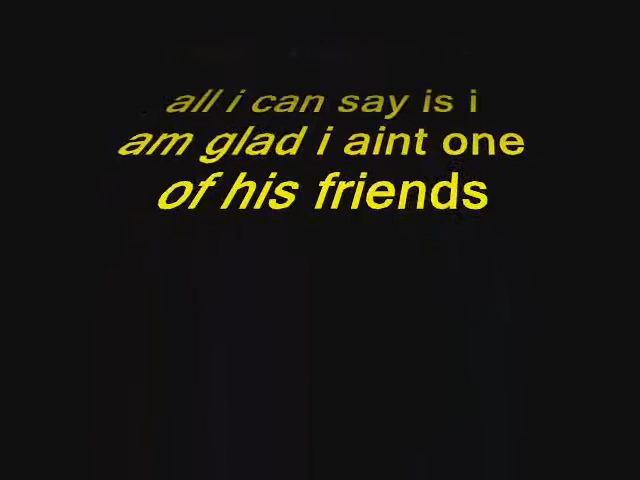 all i can say is i
am glad i aint one
of his friends